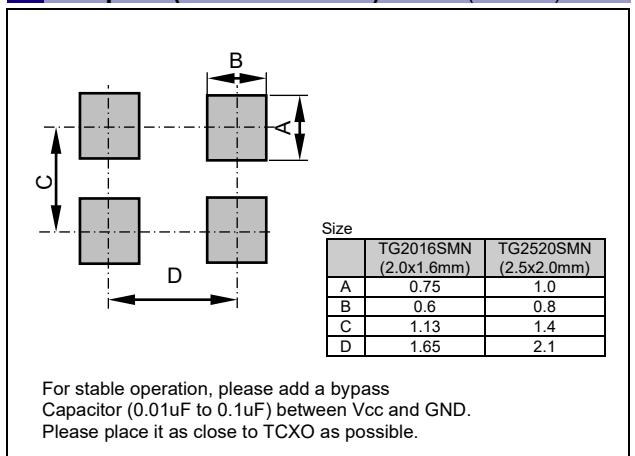 B
A
C
D
Size
TG2016SMN TG2520SMN
(2.0x1.6mm) (2.5x2.0mm)
A 0.75 1.0
B 0.6 0.8
C 1.13 1.4
D 1.65 2.1
For stable operation, please add a bypass
Capacitor (0.01uF to 0.1uF) between Vcc and GND.
Please place it as close to TCXO as possible.